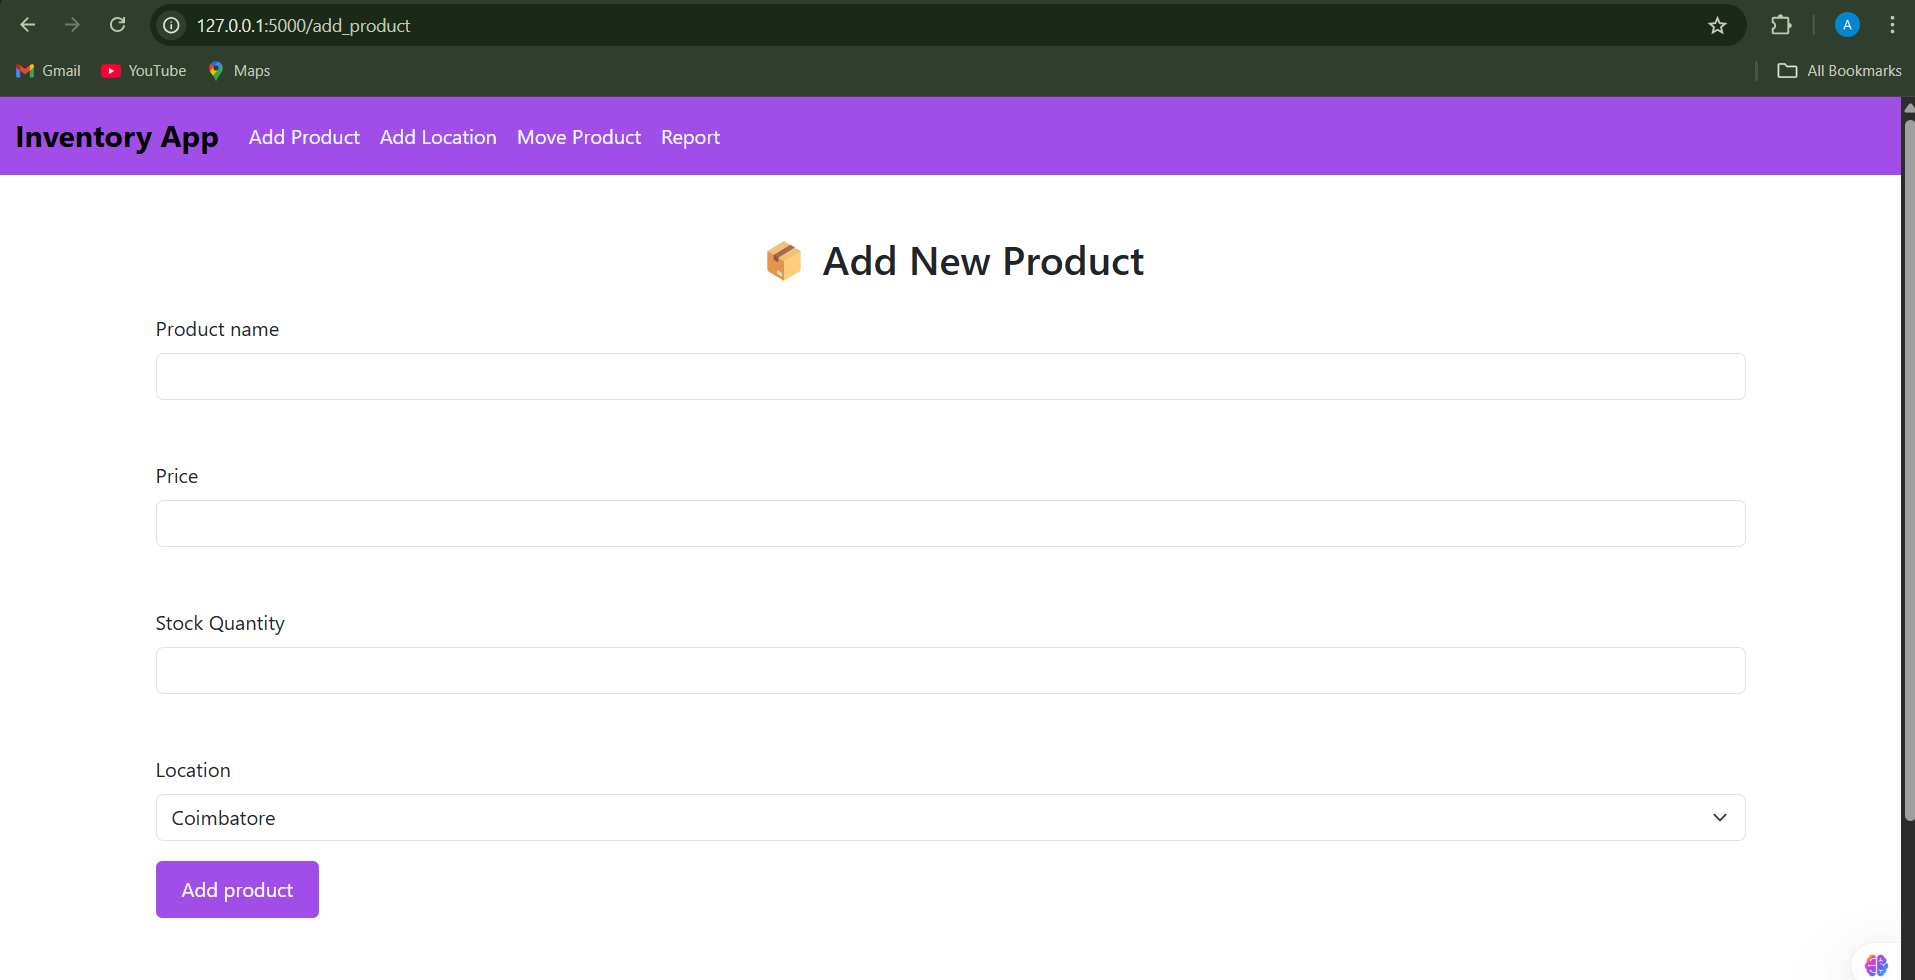 127.0.0.1:5000/add_product
A
Gmail YouTube Maps All Bookmarks
Inventory App Add Product Add Location Move Product Report
Add New Product
Product name
Price
Stock Quantity
Location
Coimbatore
Add product